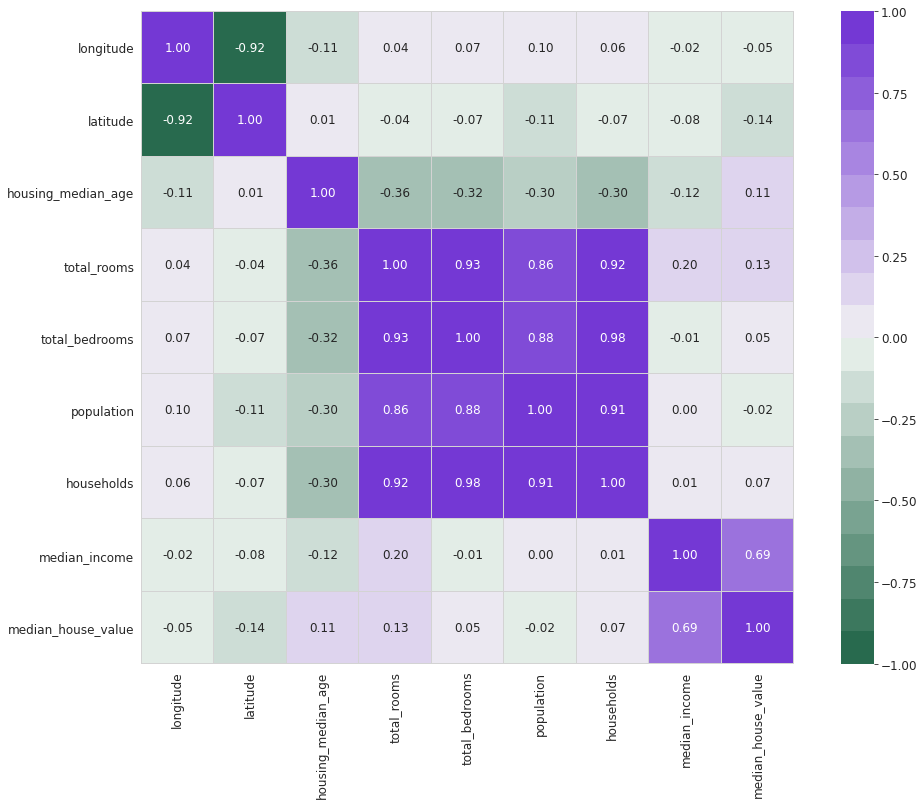 longitude 1.00 -0.92 -0.11 0.04 0.07 0.10 0.06 -0.02 -0.05
latitude -0.92 1.00 0.01 -0.04 -0.07 -0.11 -0.07 -0.08 -0.14
housing_median_age -0.11 0.01 1.00 -0.36 -0.32 -0.30 -0.30 -0.12 0.11
total_rooms 0.04 -0.04 -0.36 1.00 0.93 0.86 0.92 0.20 0.13
total_bedrooms 0.07 -0.07 -0.32 0.93 1.00 0.88 0.98 -0.01 0.05
population 0.10 -0.11 -0.30 0.86 0.88 1.00 0.91 0.00 -0.02
households 0.06 -0.07 -0.30 0.92 0.98 0.91 1.00 0.01 0.07
median_income -0.02 -0.08 -0.12 0.20 -0.01 0.00 0.01 1.00 0.69
median_house_value -0.05 -0.14 0.11 0.13 0.05 -0.02 0.07 0.69 1.00
longitude
latitude
housing_median_age
total_rooms
total_bedrooms
population
households
median_income
median_house_value
1.00
0.75
0.50
0.25
0.00
−0.25
−0.50
−0.75
−1.00